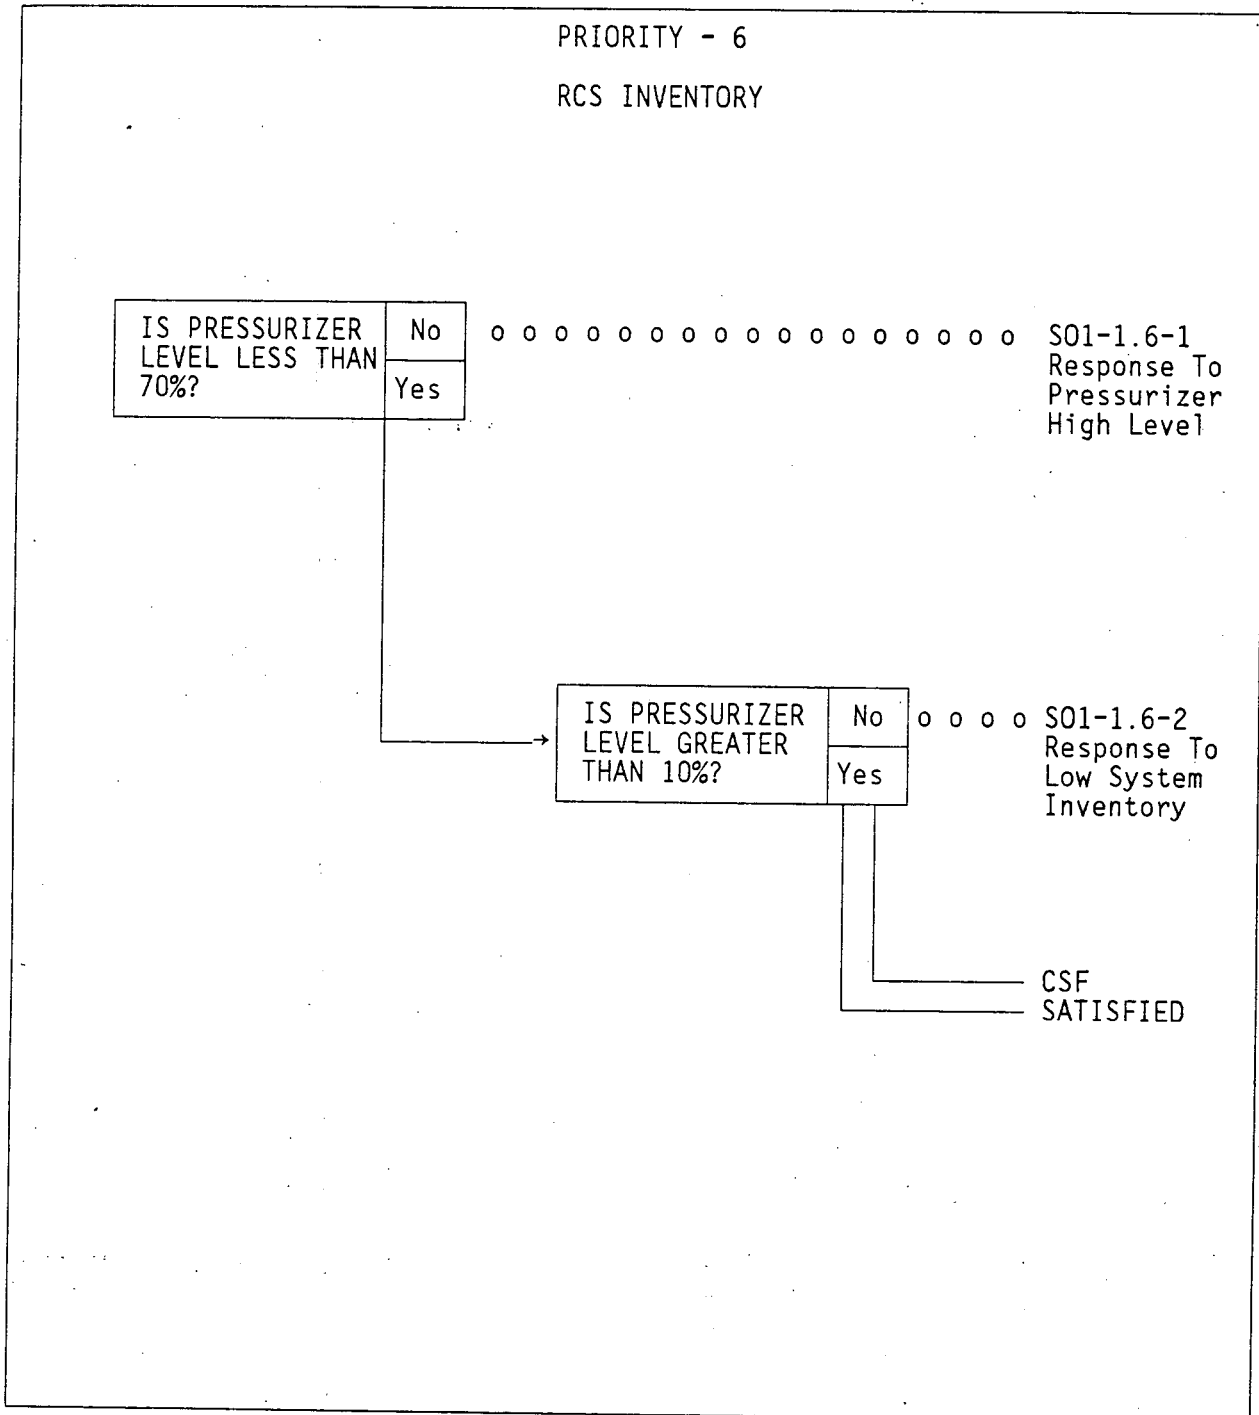 PRIORITY - 6
RCS INVENTORY
IS PRESSURIZER
LEVEL LESS THAN
70%?
No
Yes
o o o o o o o o o o o o o o o o o
SO1-1.6-1
Response To
Pressurizer
High Level
IS PRESSURIZER
LEVEL GREATER
THAN 10%?
No
Yes
o o o o
SO1-1.6-2
Response To
Low System
Inventory
CSF
SATISFIED